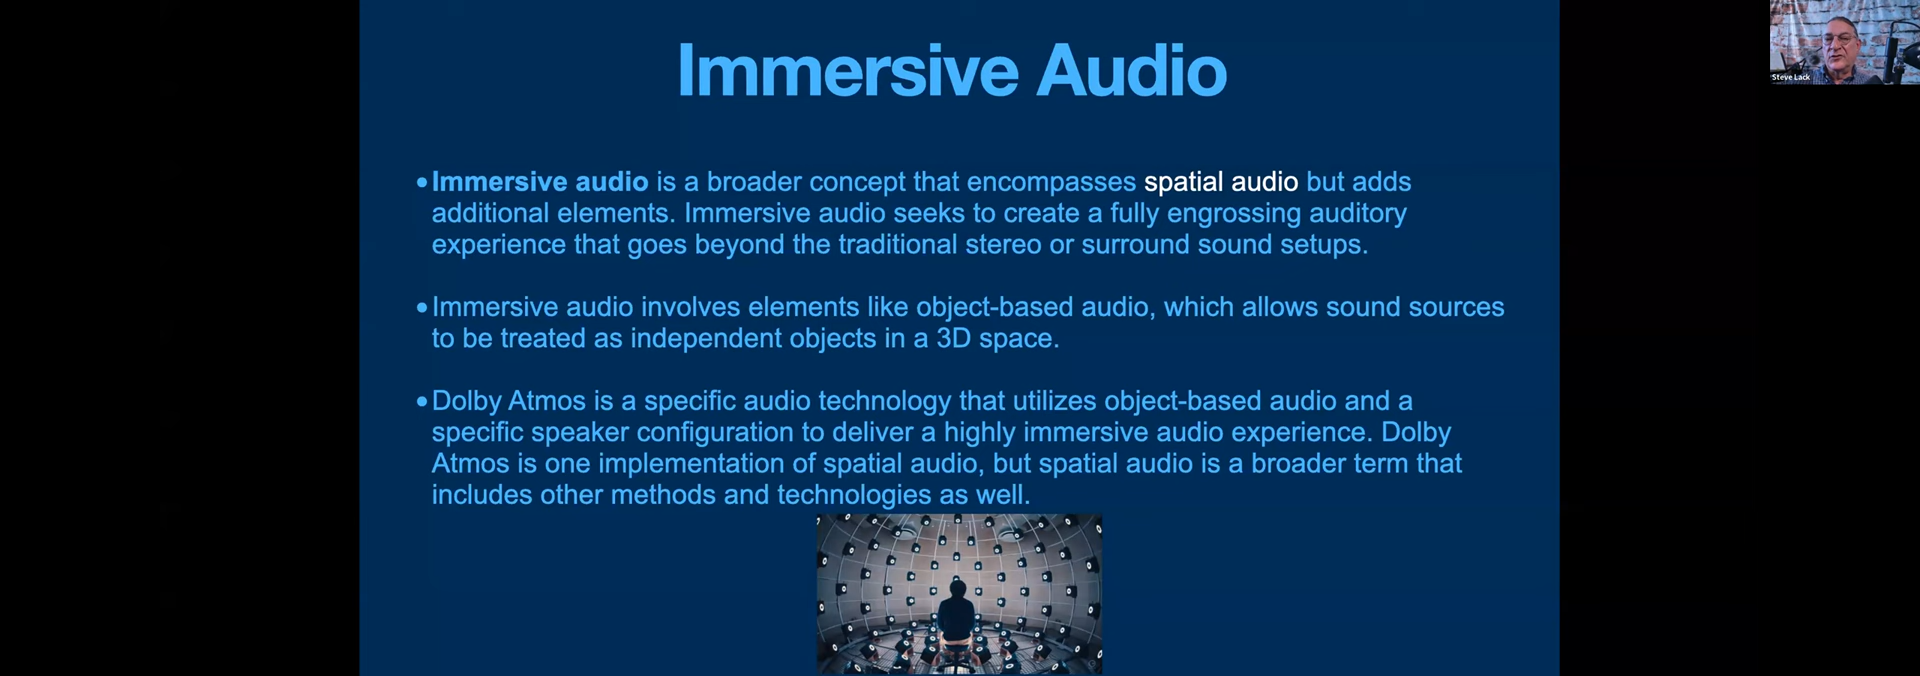 Immersive Audio
Steve Lack
•Immersive audio is a broader concept that encompasses spatial audio but adds
additional elements. Immersive audio seeks to create a fully engrossing auditory
experience that goes beyond the traditional stereo or surround sound setups.
•Immersive audio involves elements like object-based audio, which allows sound sources
to be treated as independent objects in a 3D space.
•Dolby Atmos is a specific audio technology that utilizes object-based audio and a
specific speaker configuration to deliver a highly immersive audio experience. Dolby
Atmos is one implementation of spatial audio, but spatial audio is a broader term that
includes other methods and technologies as well.